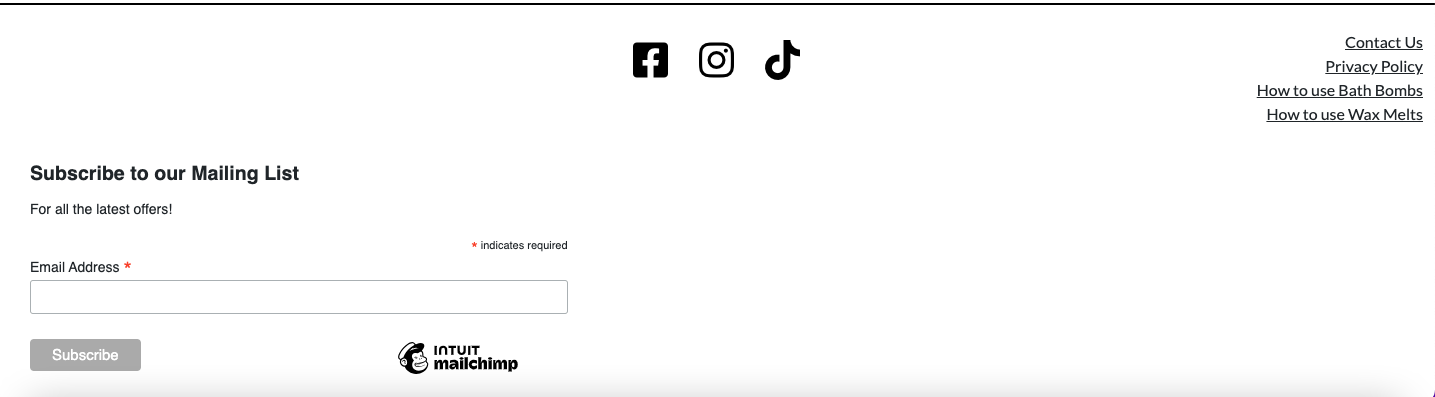 Contact Us
Privacy Policy
How to use Bath Bombs
How to use Wax Melts
Subscribe to our Mailing List
For all the latest offers!
* indicates required
Email Address *
Subscribe
INTUIT
mailchimp